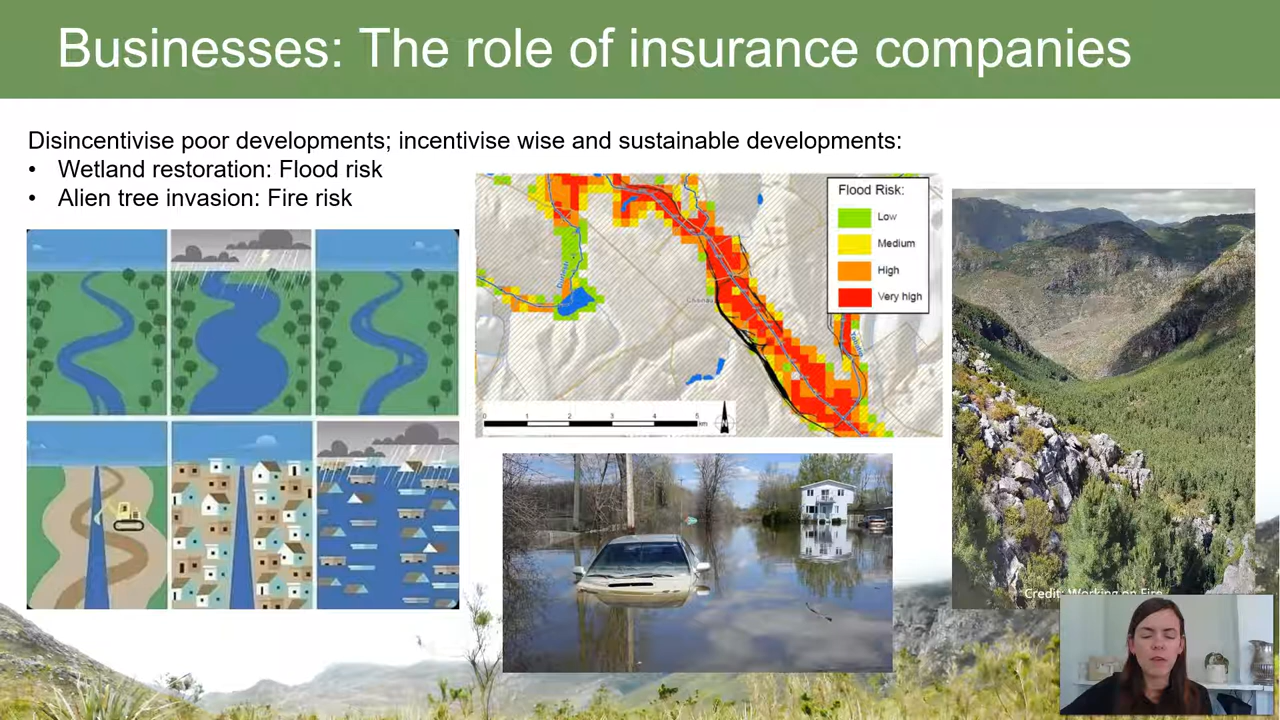 Businesses: The role of insurance companies
Disincentivise poor developments; incentivise wise and sustainable developments:
• Wetland restoration: Flood risk
• Alien tree invasion: Fire risk
Flood Risk:
Low
Medium
High
Very high
0 1 2 3 4 5
km
Credit: Working on Fire